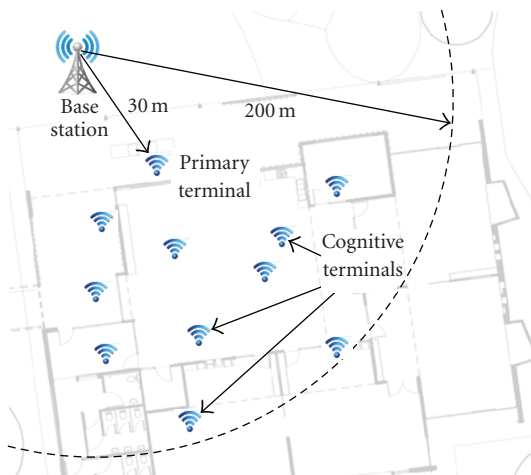 Base
station
30 m
200 m
Primary
terminal
Cognitive
terminals